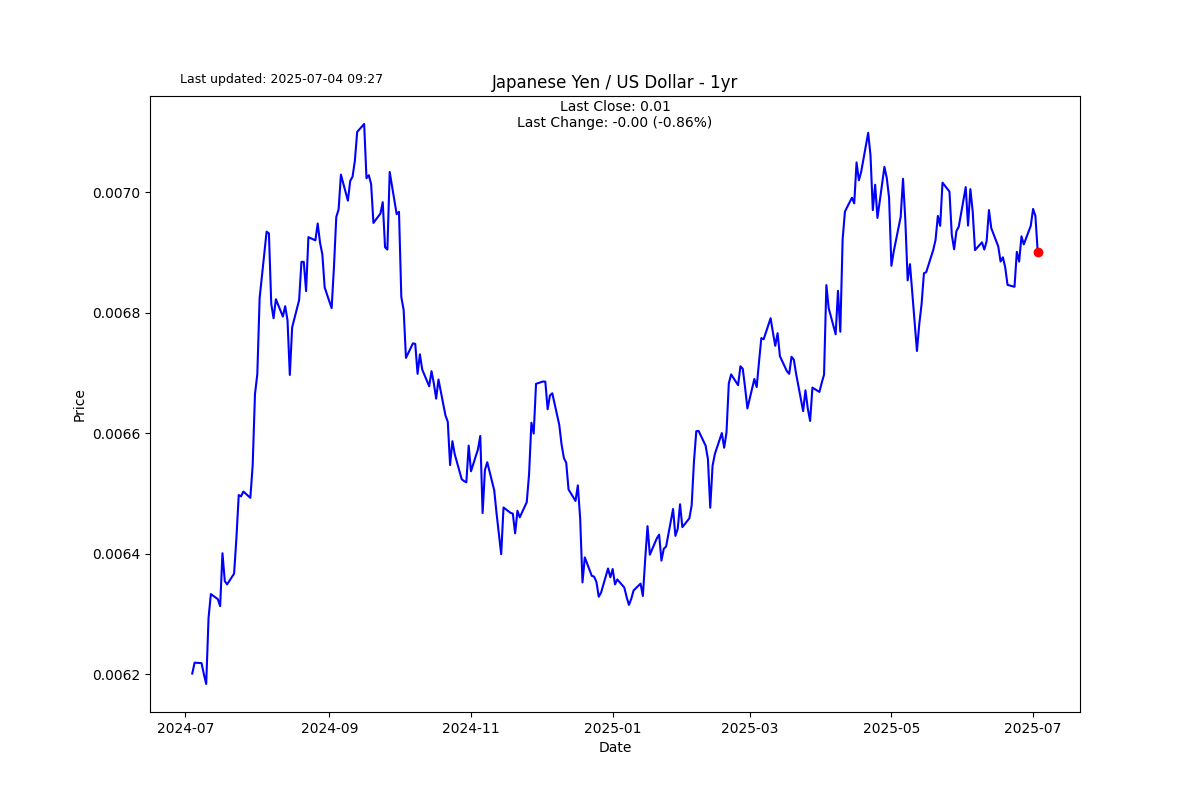 Last updated: 2025-07-04 09:27
Japanese Yen / US Dollar - 1yr
Last Close: 0.01
Last Change: -0.00 (-0.86%)
Price
0.0070
0.0068
0.0066
0.0064
0.0062
2024-07 2024-09 2024-11 2025-01 2025-03 2025-05 2025-07
Date